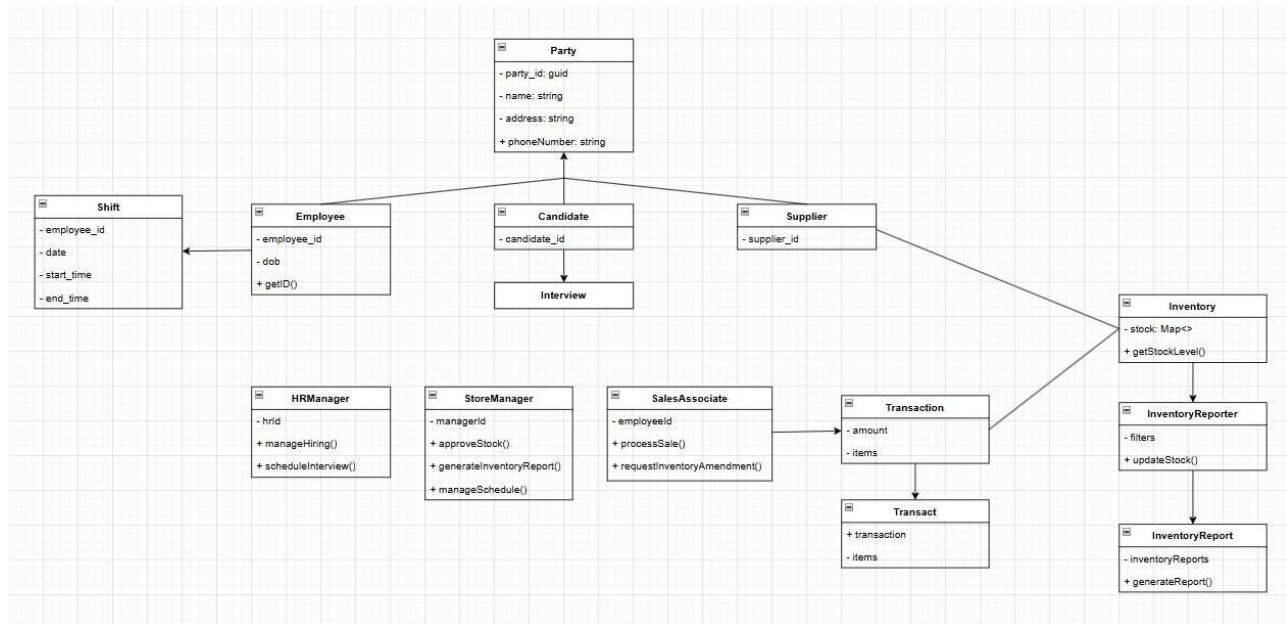 Party
- party_id: guid
- name: string
- address: string
+ phoneNumber: string
Shift
- employee_id
- date
- start_time
- end_time
Employee
- employee_id
- dob
+ getID()
Candidate
- candidate_id
Interview
Supplier
- supplier_id
Inventory
- stock: Map<>
+ getStockLevel()
HRManager
- hrId
+ manageHiring()
+ scheduleInterview()
StoreManager
- managerId
+ approveStock()
+ generateInventoryReport()
+ manageSchedule()
SalesAssociate
- employeeId
+ processSale()
+ requestInventoryAmendment()
Transaction
- amount
- items
InventoryReporter
- filters
+ updateStock()
Transact
+ transaction
- items
InventoryReport
- inventoryReports
+ generateReport()